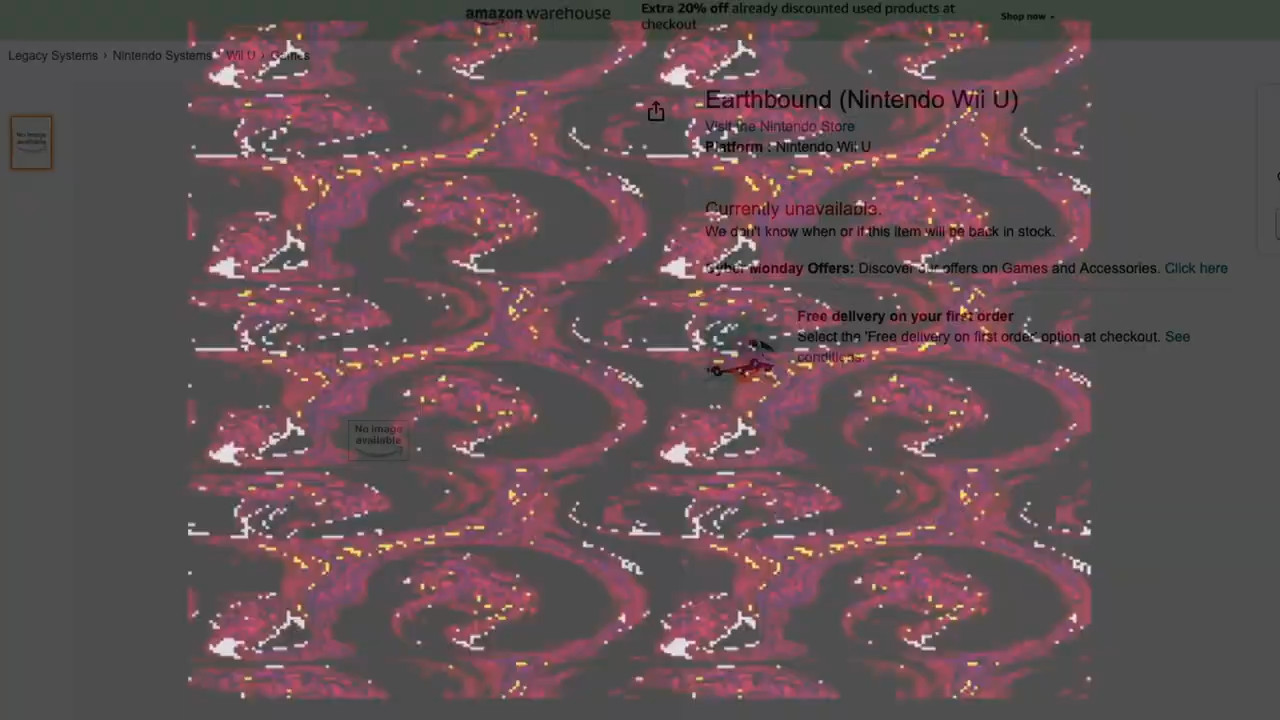 amazon warehouse
Extra 20% off already discounted used products at
checkout
Shop now
Legacy Systems › Nintendo Systems › Wii U › Games
No image
available
Earthbound (Nintendo Wii U)
Visit the Nintendo Store
Platform : Nintendo Wii U
Currently unavailable.
We don't know when or if this item will be back in stock.
Cyber Monday Offers: Discover our offers on Games and Accessories. Click here
Free delivery on your first order
Select the 'Free delivery on first order' option at checkout. See
conditions.
No image
available